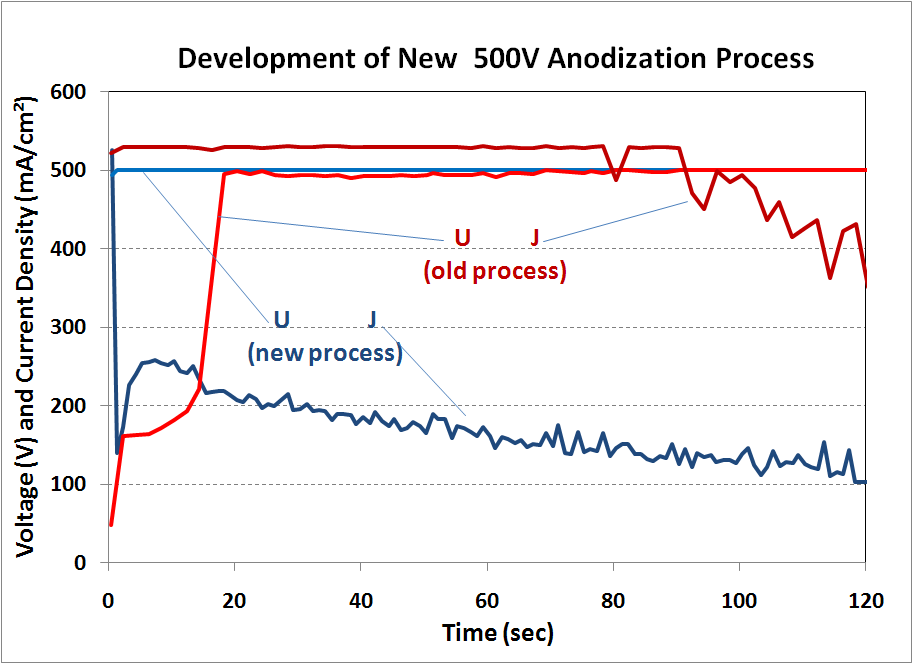 Development of New  500V Anodization Process
Voltage (V) and Current Density (mA/cm²)
600
500
400
300
200
100
0
U J
(old process)
U J
(new process)
0 20 40 60 80 100 120
Time (sec)